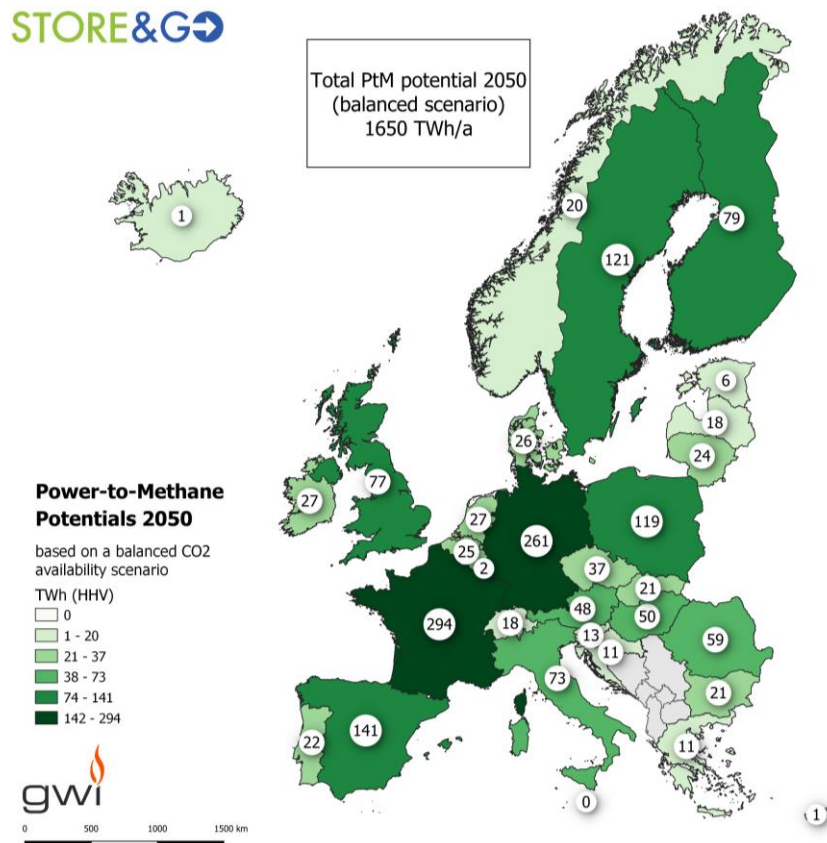 STORE&GO
Total PtM potential 2050
(balanced scenario)
1650 TWh/a
1
20
79
121
6
18
24
26
77
27
27
25
2
261
119
37
21
48
50
18
13
11
294
59
73
21
22
141
11
0
1
Power-to-Methane
Potentials 2050
based on a balanced CO2
availability scenario
TWh (HHV)
0
1 - 20
21 - 37
38 - 73
74 - 141
142 - 294
gwi
0 500 1000 1500 km